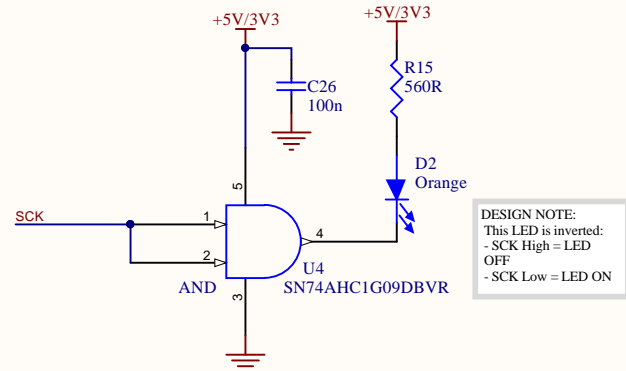 +5V/3V3
+5V/3V3
R15
560R
C26
100n
D2
Orange
5
SCK
1
2
4
3
AND
U4
SN74AHC1G09DBVR
DESIGN NOTE:
This LED is inverted:
- SCK High = LED
OFF
- SCK Low = LED ON